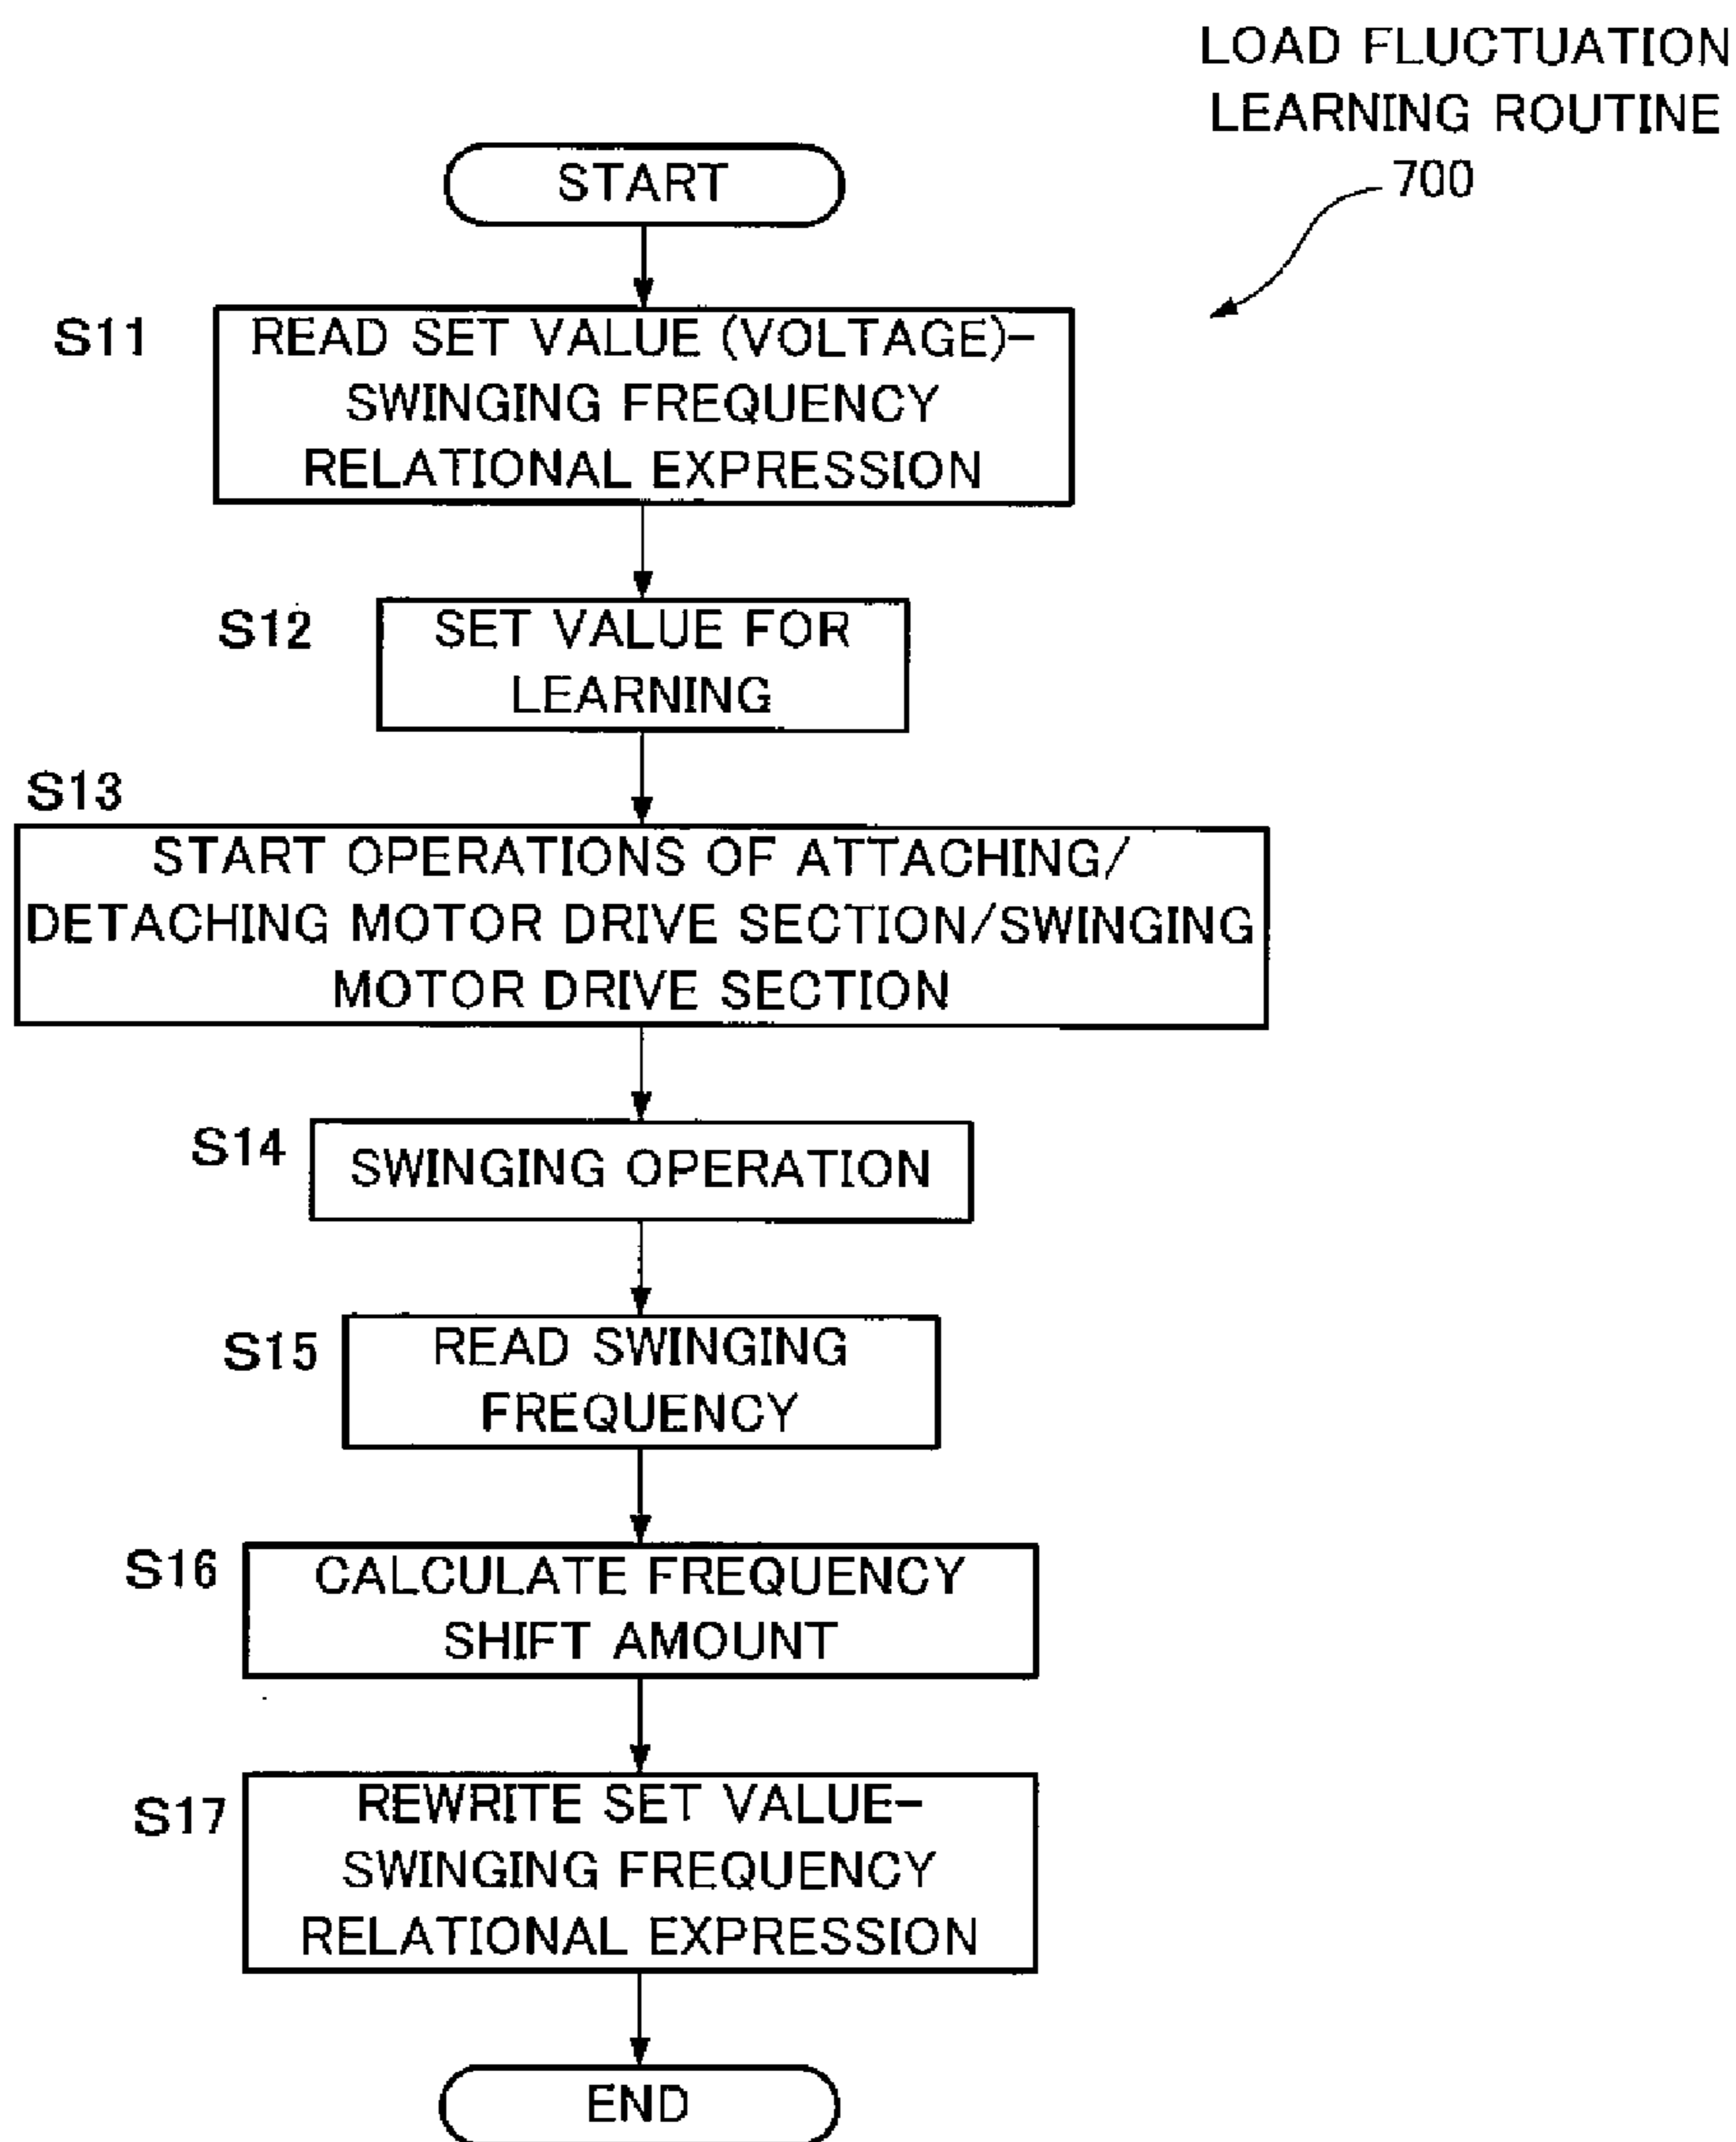 LOAD FLUCTUATION
LEARNING ROUTINE
700
START
S11
READ SET VALUE (VOLTAGE)-
SWINGING FREQUENCY
RELATIONAL EXPRESSION
S12
SET VALUE FOR
LEARNING
S13
START OPERATIONS OF ATTACHING/
DETACHING MOTOR DRIVE SECTION/SWINGING
MOTOR DRIVE SECTION
S14
SWINGING OPERATION
S15
READ SWINGING
FREQUENCY
S16
CALCULATE FREQUENCY
SHIFT AMOUNT
S17
REWRITE SET VALUE-
SWINGING FREQUENCY
RELATIONAL EXPRESSION
END